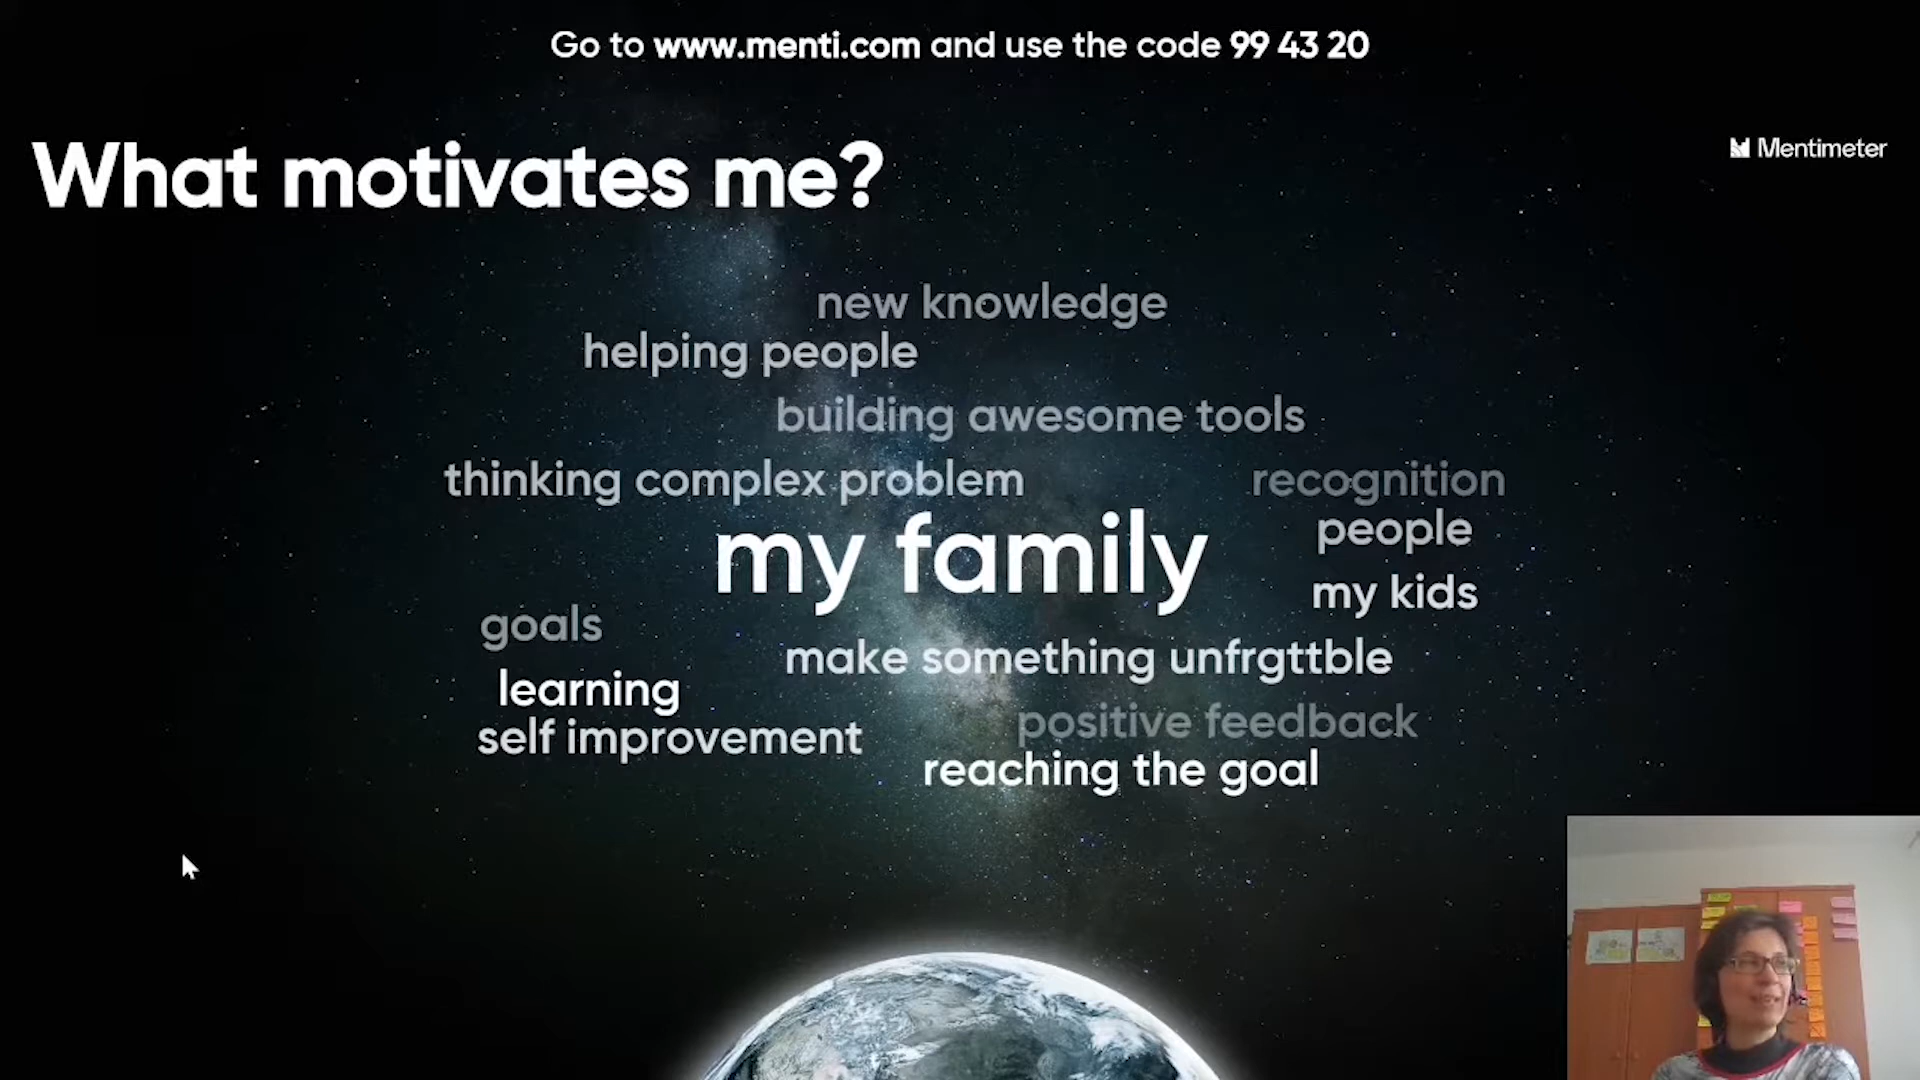 Go to www.menti.com and use the code 99 43 20
What motivates me?
Mentimeter
new knowledge
helping people
building awesome tools
thinking complex problem
recognition
people
my family
my kids
goals
make something unfrgttble
learning
positive feedback
self improvement
reaching the goal